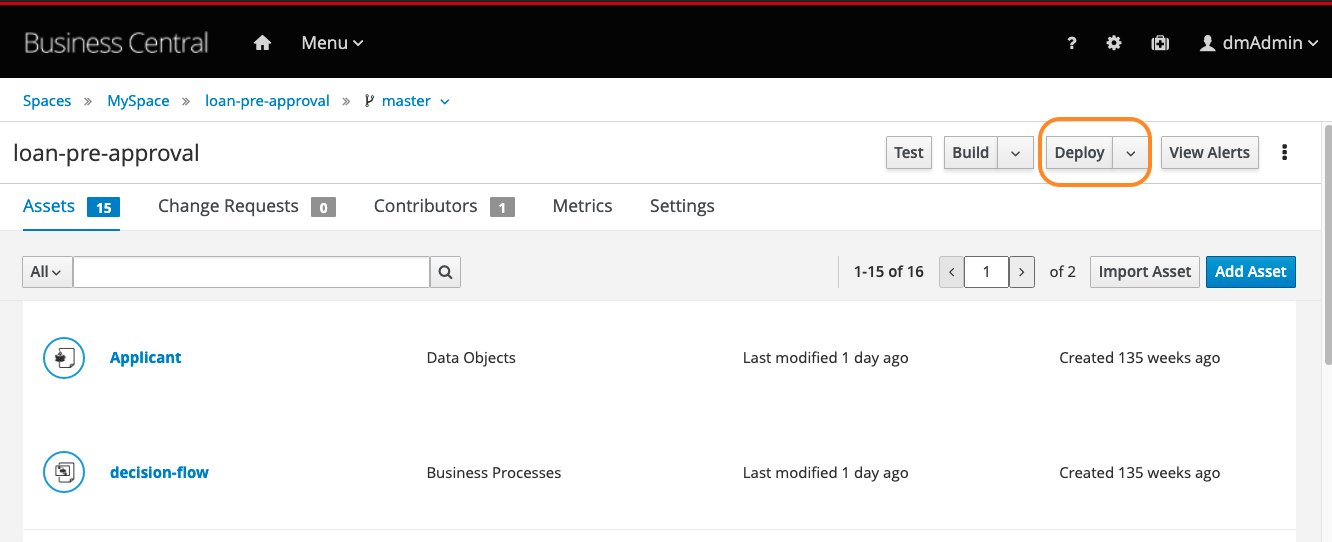 Business Central Menu ? dmAdmin
Spaces » MySpace » loan-pre-approval » master
loan-pre-approval Test Build Deploy View Alerts
Assets 15 Change Requests 0 Contributors 1 Metrics Settings
All 1-15 of 16 < 1 > of 2 Import Asset Add Asset
Applicant Data Objects Last modified 1 day ago Created 135 weeks ago
decision-flow Business Processes Last modified 1 day ago Created 135 weeks ago